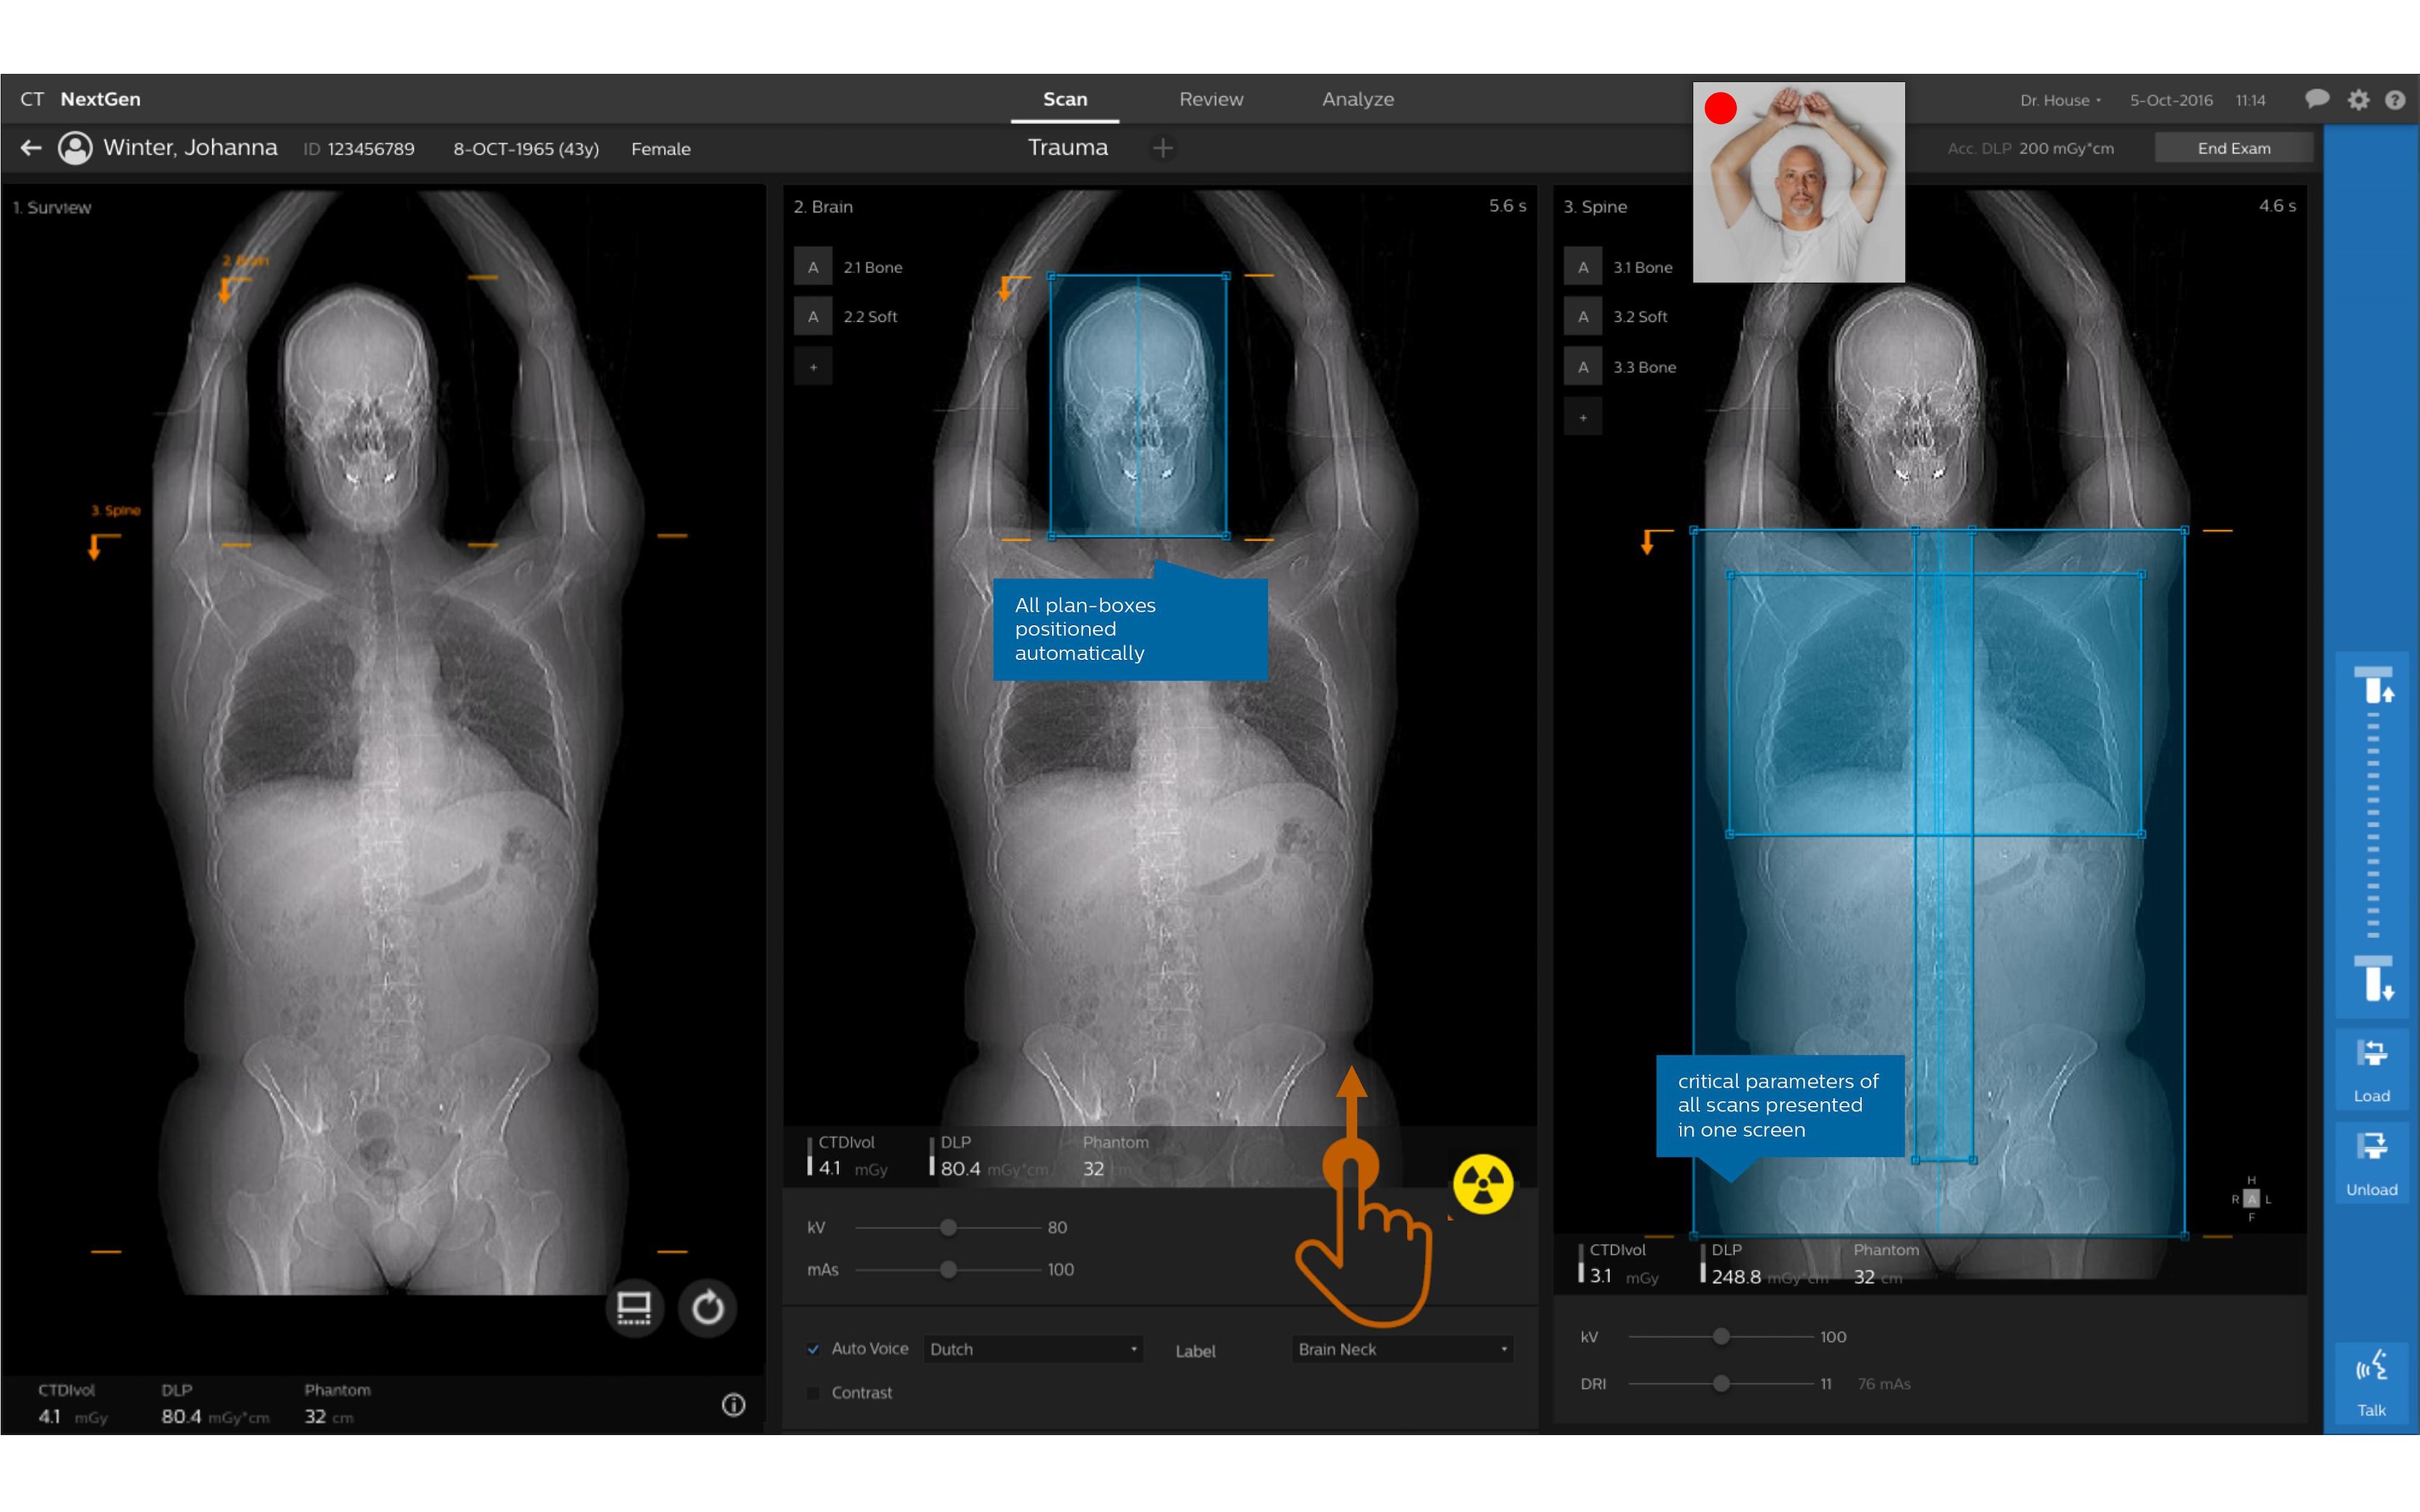 CT NextGen
Scan Review Analyze
Dr. House 5-Oct-2016 11:14
Winter, Johanna ID 123456789 8-OCT-1965 (43y) Female
Trauma +
Acc. DLP 200 mGy*cm End Exam
1. Surview
2. Brain
3. Spine
CTDIvol DLP Phantom
4.1 mGy 80.4 mGy*cm 32 cm
2. Brain 5.6 s
A 2.1 Bone
A 2.2 Soft
+
All plan-boxes
positioned
automatically
CTDIvol DLP Phantom
4.1 mGy 80.4 mGy*cm 32 cm
kV 80
mAs 100
Auto Voice Dutch Label Brain Neck
Contrast
3. Spine 4.6 s
A 3.1 Bone
A 3.2 Soft
A 3.3 Bone
+
critical parameters of
all scans presented
in one screen
H
R A L
F
CTDIvol DLP Phantom
3.1 mGy 248.8 mGy*cm 32 cm
kV 100
DRI 11 76 mAs
Load
Unload
Talk